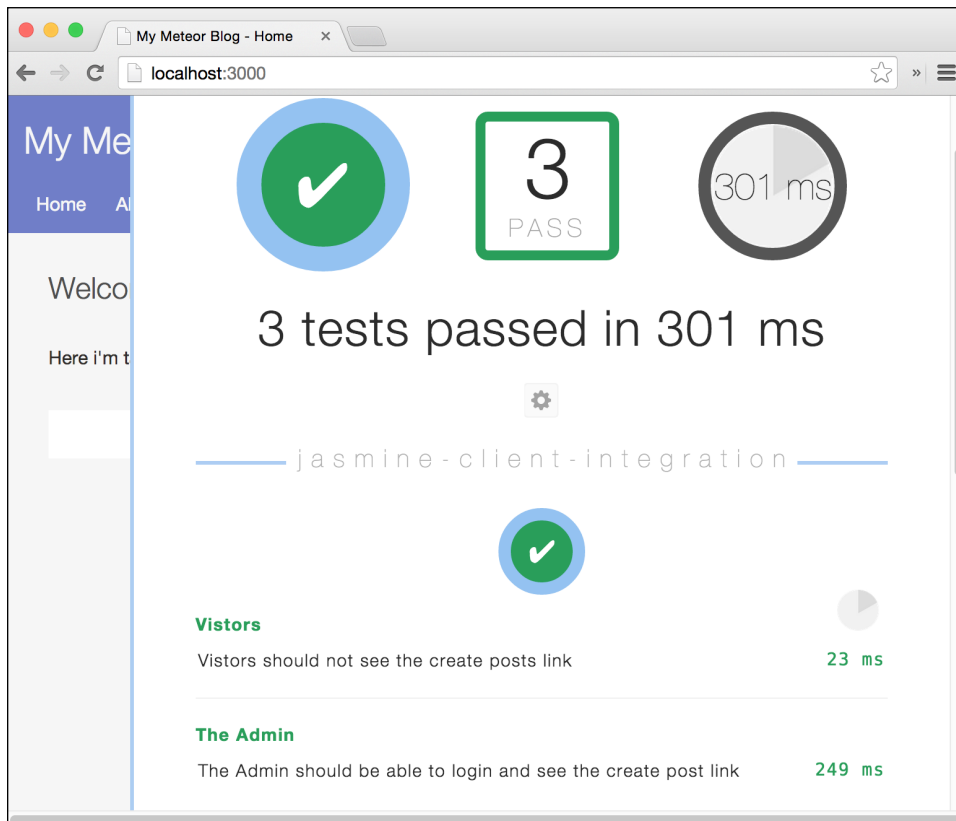 My Meteor Blog - Home
localhost:3000
My Me
Home
3
PASS
301 ms
Welco
3 tests passed in 301 ms
Here i'm t
jasmine-client-integration
Vistors
Vistors should not see the create posts link 23 ms
The Admin
The Admin should be able to login and see the create post link 249 ms